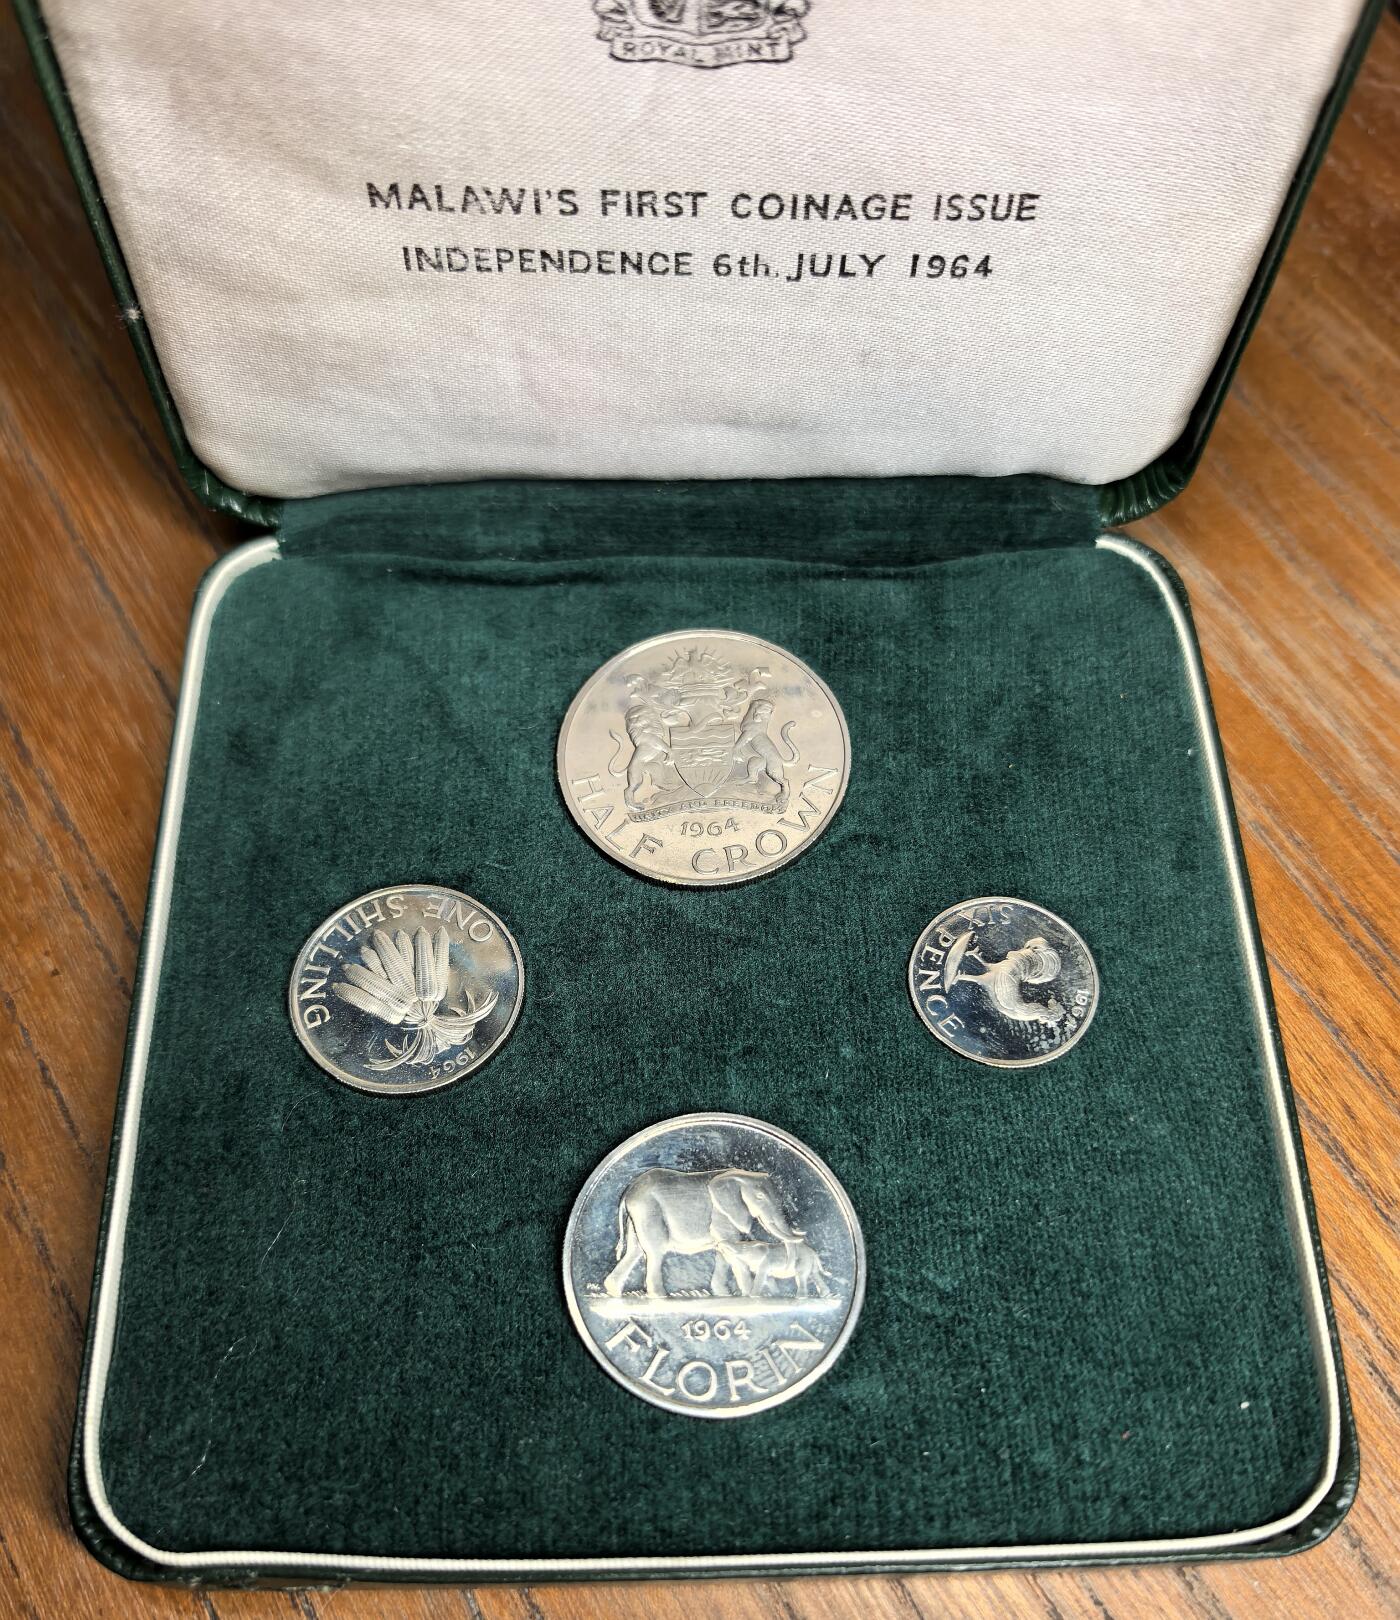 ROYAL MINT
MALAWI'S FIRST COINAGE ISSUE
INDEPENDENCE 6th. JULY 1964
1964
HALF CROWN
ONE SHILLING
1964
SIX PENCE
1964
1964
FLORIN